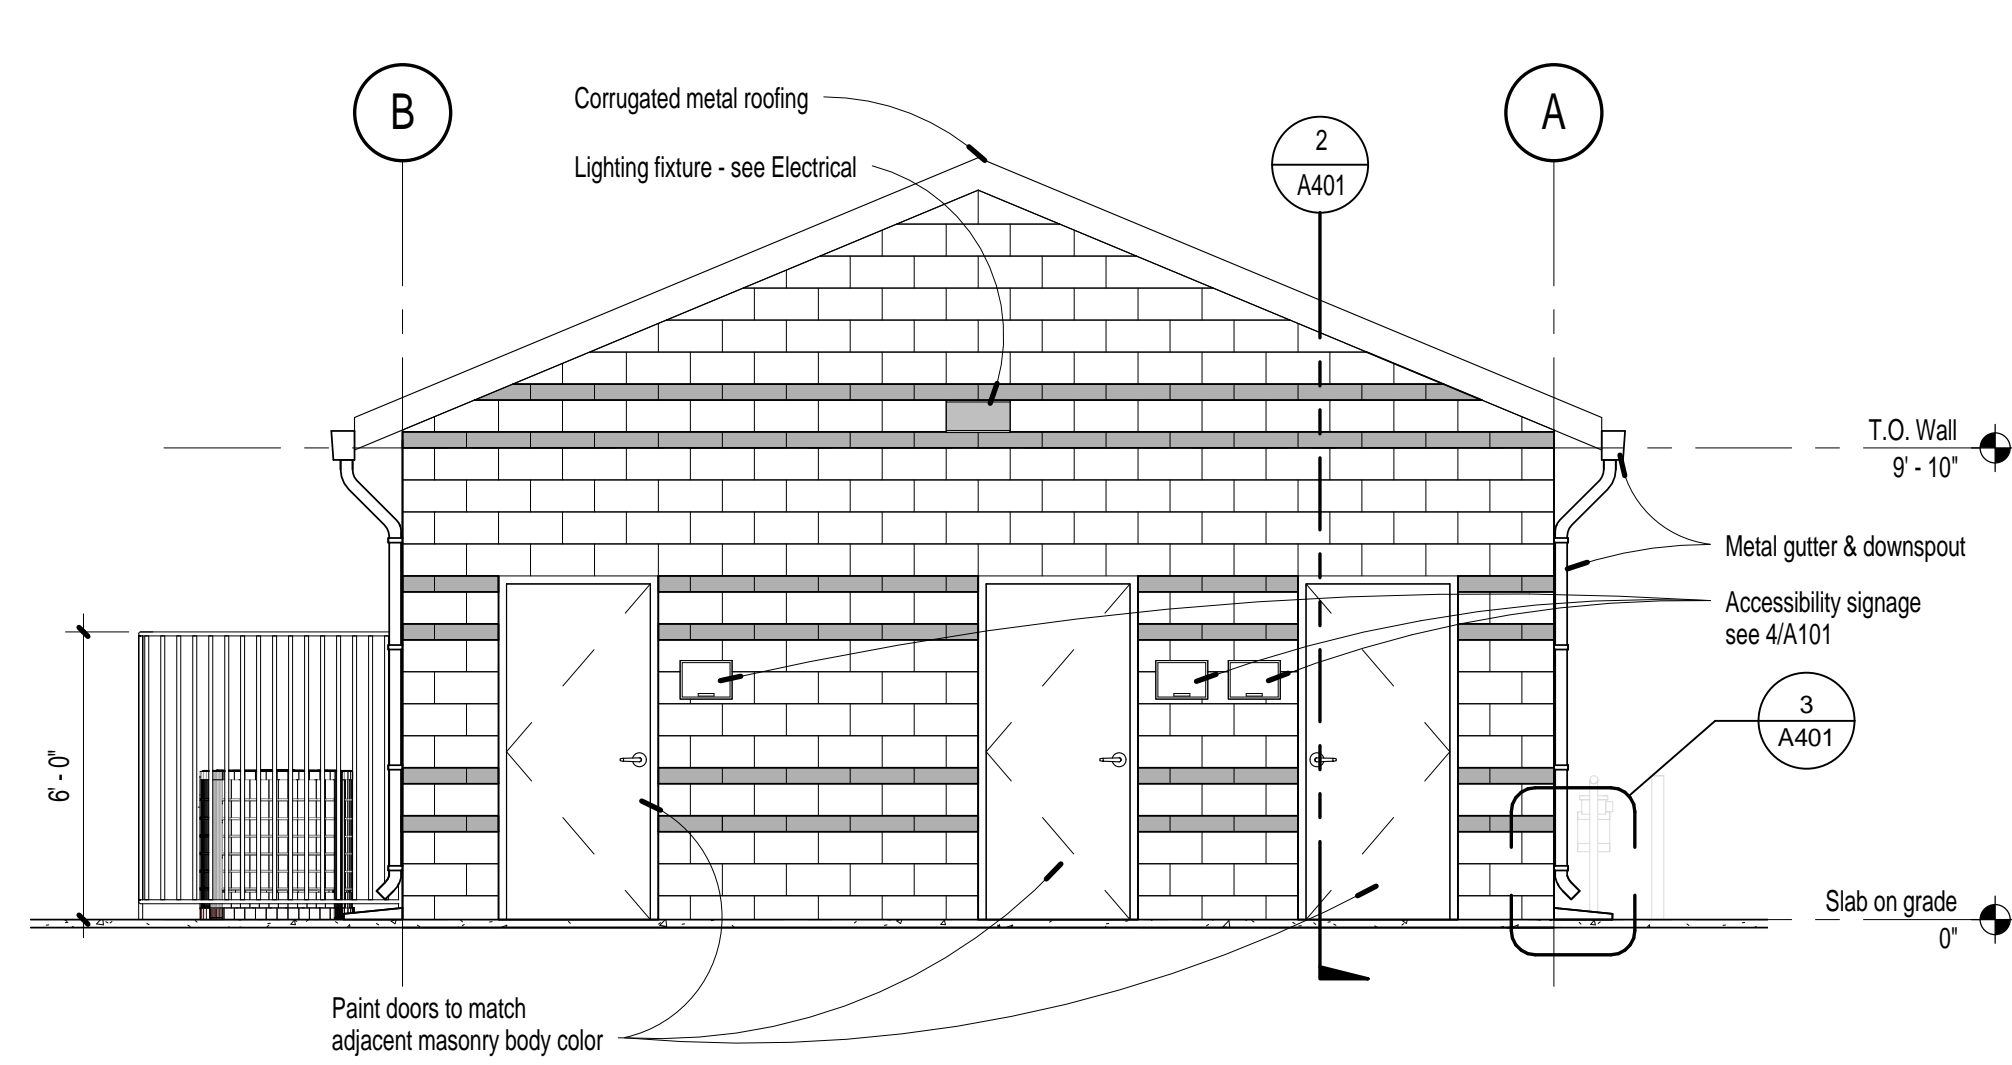 B
Corrugated metal roofing
Lighting fixture - see Electrical
2
A401
A
T.O. Wall
9' - 10"
Metal gutter & downspout
Accessibility signage
see 4/A101
3
A401
6' - 0"
Slab on grade
0"
Paint doors to match
adjacent masonry body color